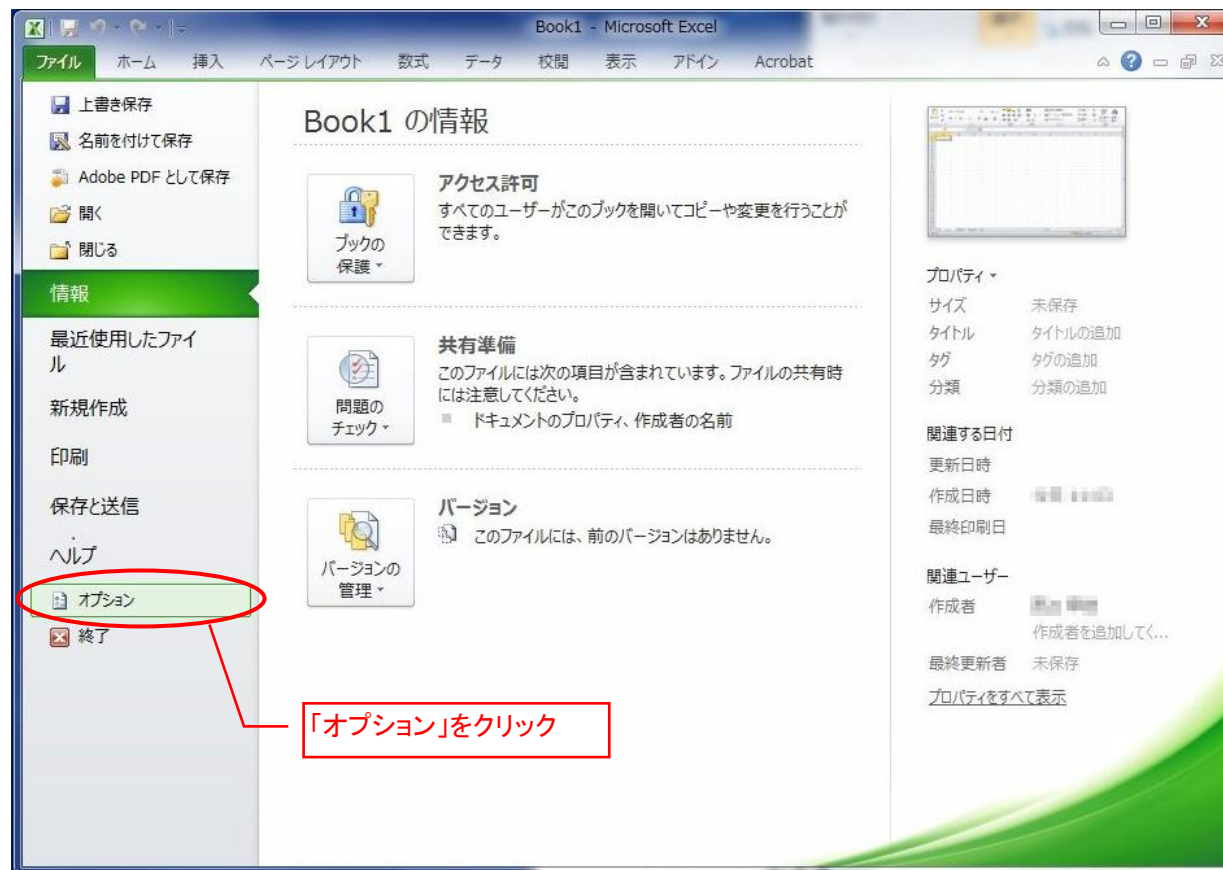 Book1 - Microsoft Excel
ファイル ホーム 挿入 ページ レイアウト 数式 データ 校閲 表示 アドイン Acrobat
上書き保存
名前を付けて保存
Adobe PDF として保存
開く
閉じる
情報
最近使用したファイ
ル
新規作成
印刷
保存と送信
ヘルプ
オプション
終了
「オプション」をクリック
Book1 の情報
ブックの
保護
アクセス許可
すべてのユーザーがこのブックを開いてコピーや変更を行うことが
できます。
問題の
チェック
共有準備
このファイルには次の項目が含まれています。ファイルの共有時
には注意してください。
ドキュメントのプロパティ、作成者の名前
バージョンの
管理
バージョン
このファイルには、前のバージョンはありません。
プロパティ
サイズ 未保存
タイトル タイトルの追加
タグ タグの追加
分類 分類の追加
関連する日付
更新日時
作成日時
最終印刷日
関連ユーザー
作成者
作成者を追加してく...
最終更新者 未保存
プロパティをすべて表示